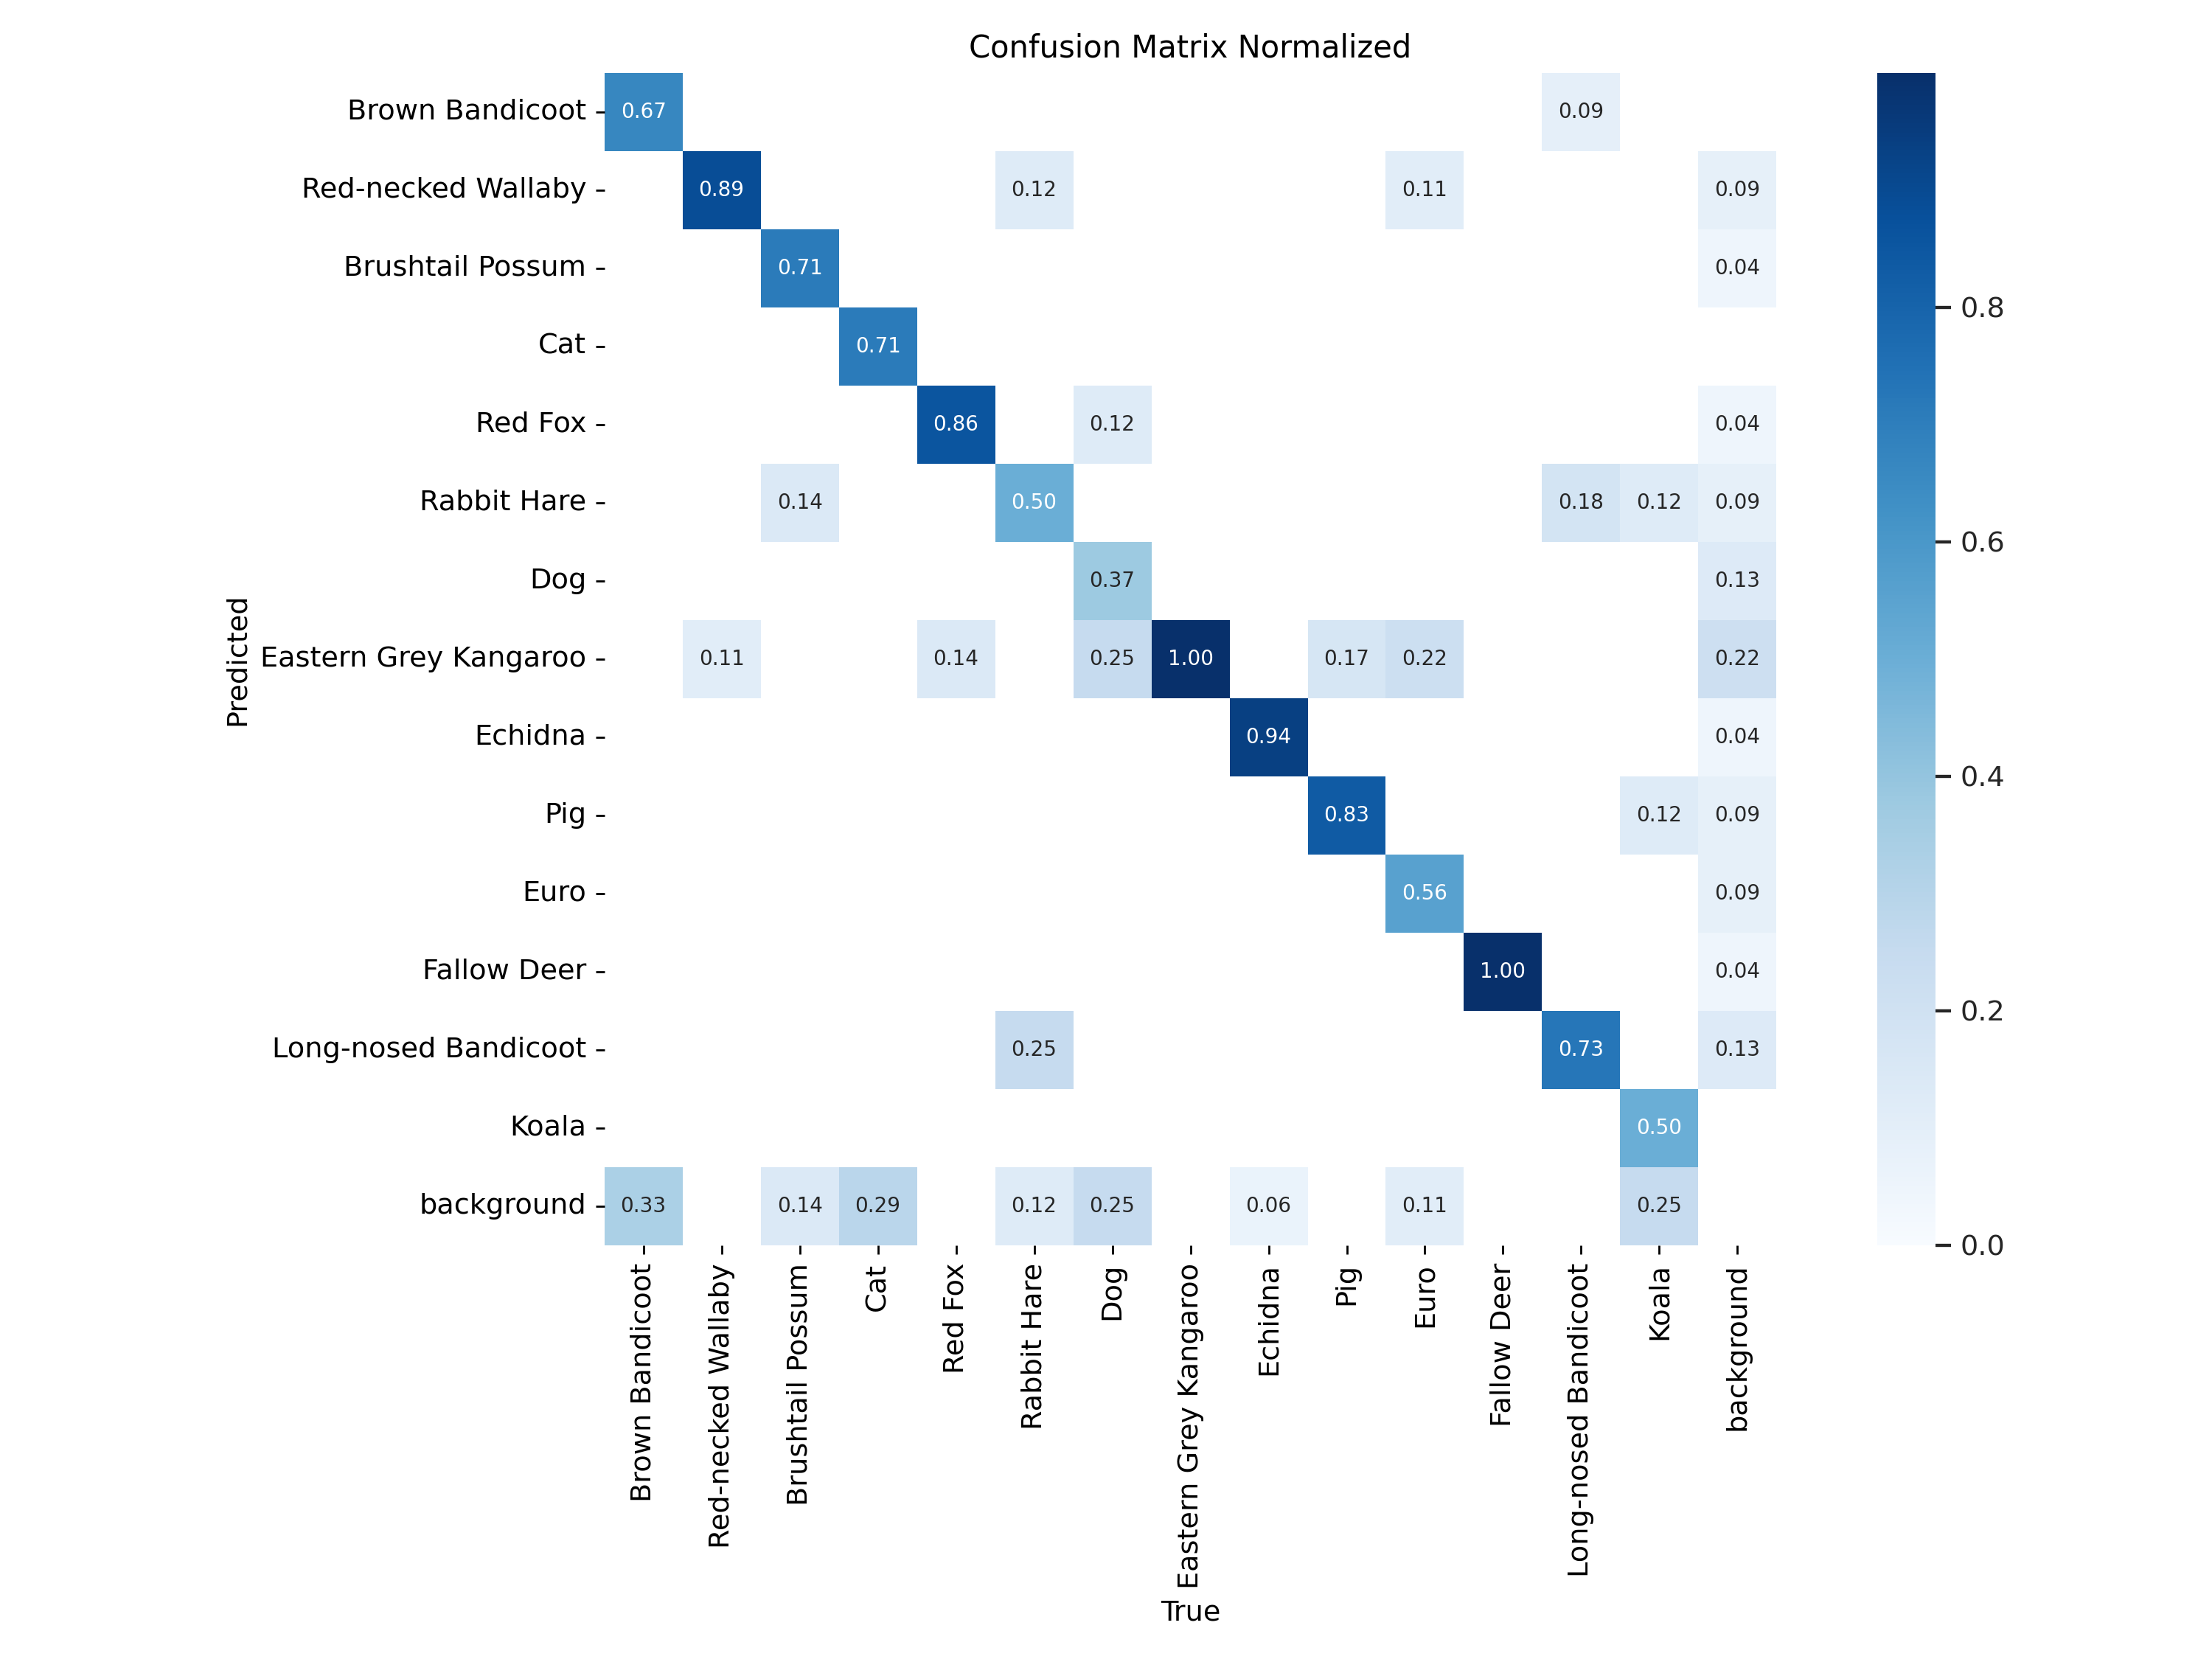 Confusion Matrix Normalized
Brown Bandicoot 0.67 0.09
Red-necked Wallaby 0.89 0.12 0.11 0.09
Brushtail Possum 0.71 0.04
Cat 0.71
Red Fox 0.86 0.12 0.04
Rabbit Hare 0.14 0.50 0.18 0.12 0.09
Dog 0.37 0.13
Eastern Grey Kangaroo 0.11 0.14 0.25 1.00 0.17 0.22 0.22
Echidna 0.94 0.04
Pig 0.83 0.12 0.09
Euro 0.56 0.09
Fallow Deer 1.00 0.04
Long-nosed Bandicoot 0.25 0.73 0.13
Koala 0.50
background 0.33 0.14 0.29 0.12 0.25 0.06 0.11 0.25
Predicted
Brown Bandicoot
Red-necked Wallaby
Brushtail Possum
Cat
Red Fox
Rabbit Hare
Dog
Eastern Grey Kangaroo
Echidna
Pig
Euro
Fallow Deer
Long-nosed Bandicoot
Koala
background
True
0.8
0.6
0.4
0.2
0.0